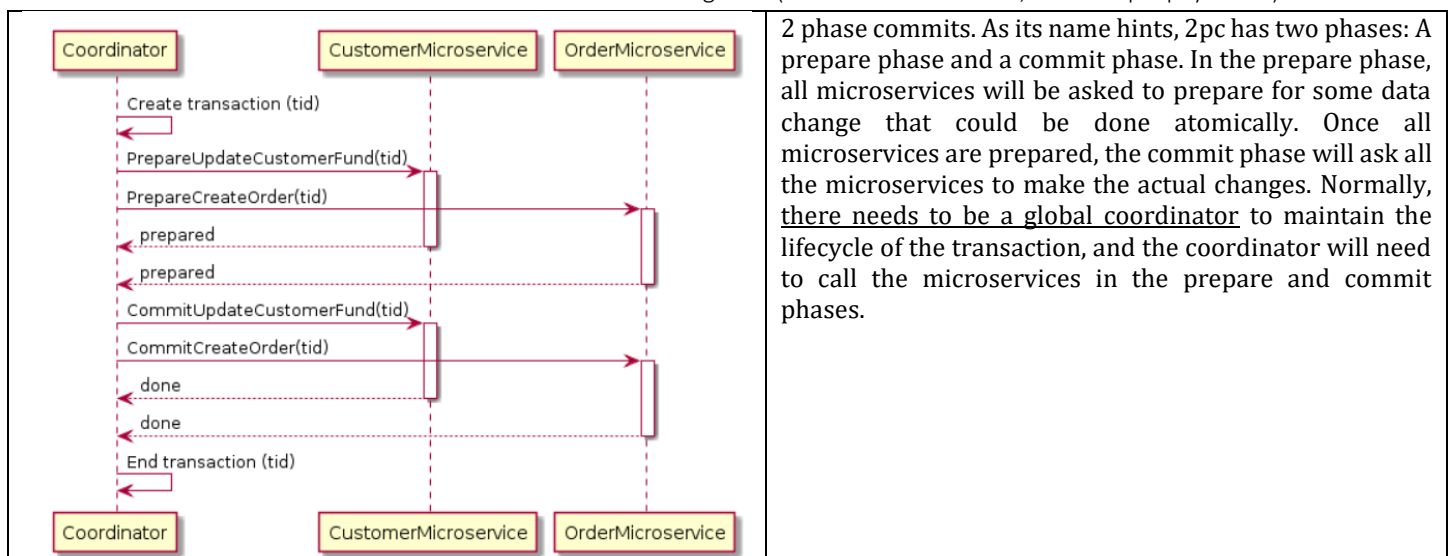 Coordinator CustomerMicroservice OrderMicroservice
Create transaction (tid)
PrepareUpdateCustomerFund(tid)
PrepareCreateOrder(tid)
prepared
prepared
CommitUpdateCustomerFund(tid)
CommitCreateOrder(tid)
done
done
End transaction (tid)
Coordinator CustomerMicroservice OrderMicroservice
2 phase commits. As its name hints, 2pc has two phases: A
prepare phase and a commit phase. In the prepare phase,
all microservices will be asked to prepare for some data
change that could be done atomically. Once all
microservices are prepared, the commit phase will ask all
the microservices to make the actual changes. Normally,
there needs to be a global coordinator to maintain the
lifecycle of the transaction, and the coordinator will need
to call the microservices in the prepare and commit
phases.